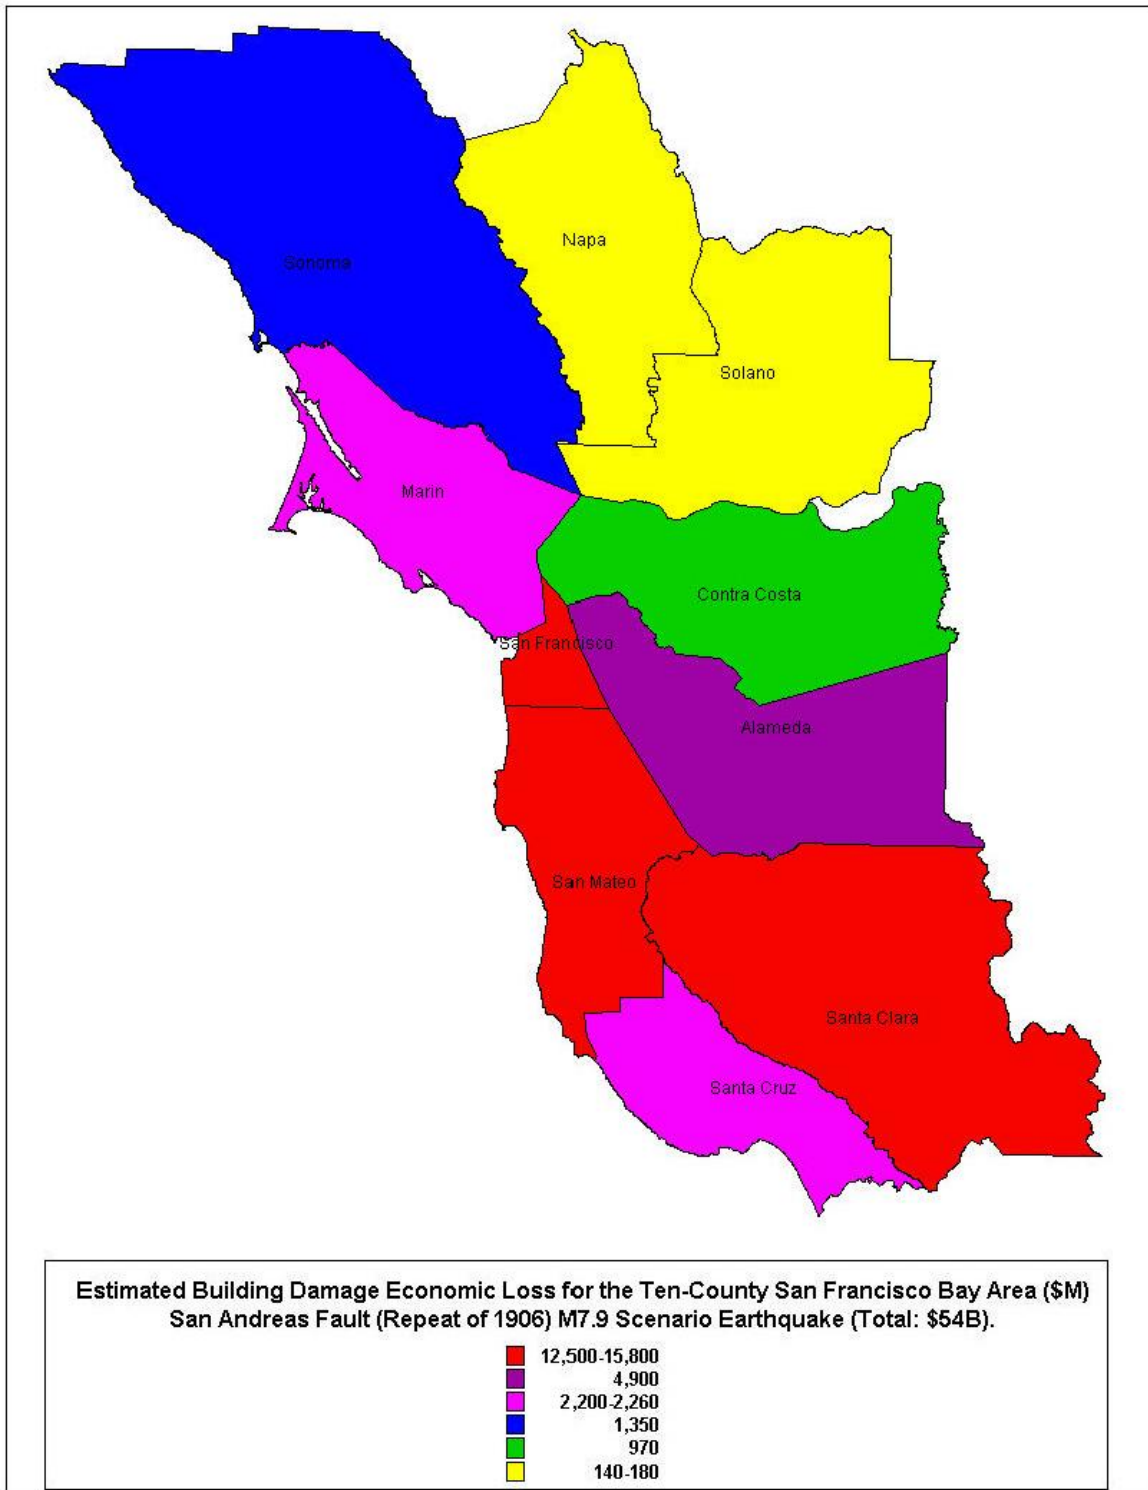 Napa
Sonoma
Solano
Marin
Contra Costa
San Francisco
Alameda
San Mateo
Santa Clara
Santa Cruz
Estimated Building Damage Economic Loss for the Ten-County San Francisco Bay Area ($M)
San Andreas Fault (Repeat of 1906) M7.9 Scenario Earthquake (Total: $54B).
12,500-15,800
4,900
2,200-2,260
1,350
970
140-180